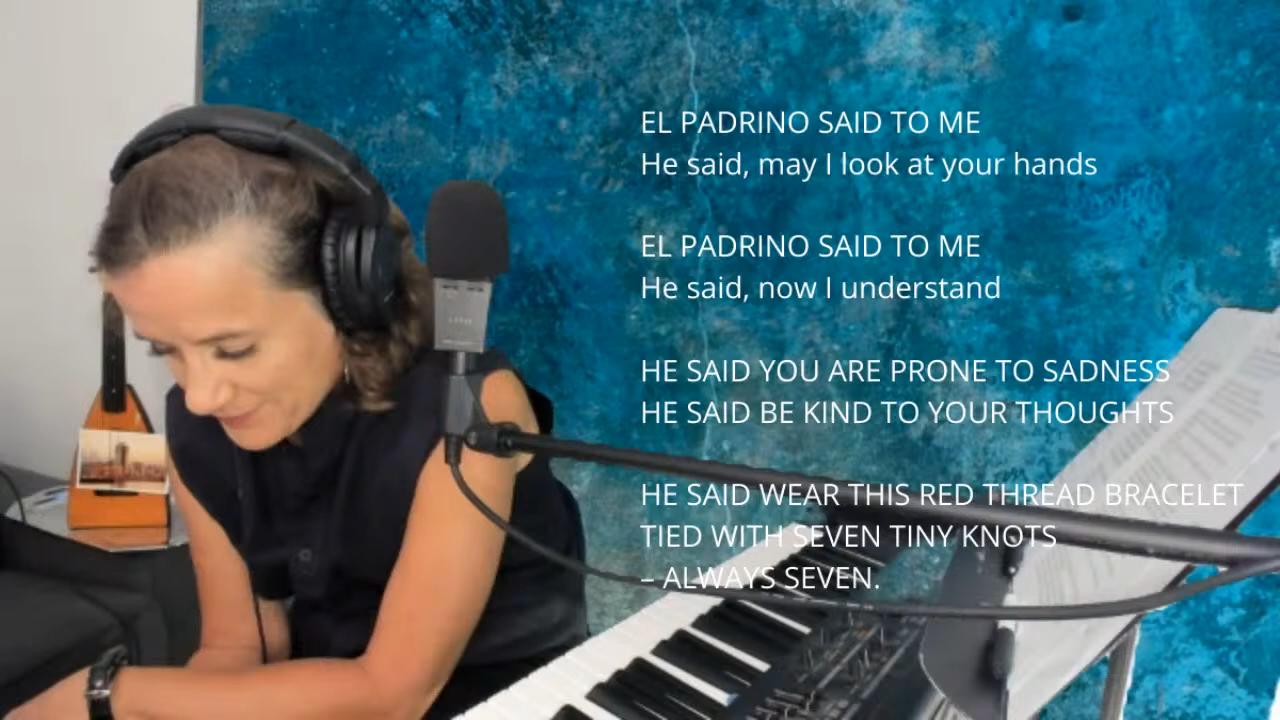 EL PADRINO SAID TO ME
He said, may I look at your hands
EL PADRINO SAID TO ME
He said, now I understand
HE SAID YOU ARE PRONE TO SADNESS
HE SAID BE KIND TO YOUR THOUGHTS
HE SAID WEAR THIS RED THREAD BRACELET
TIED WITH SEVEN TINY KNOTS
– ALWAYS SEVEN.